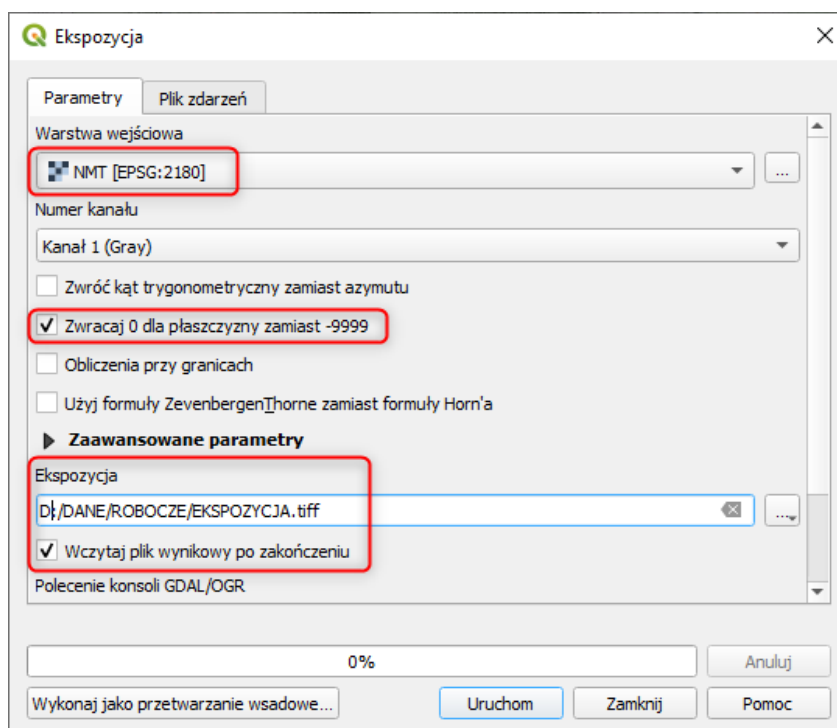 Ekspozycja
Parametry Plik zdarzeń
Warstwa wejściowa
NMT [EPSG:2180]
...
Numer kanału
Kanał 1 (Gray)
Zwróć kąt trygonometryczny zamiast azymutu
Zwracaj 0 dla płaszczyzny zamiast -9999
Obliczenia przy granicach
Użyj formuły ZevenbergenThorne zamiast formuły Horn'a
Zaawansowane parametry
Ekspozycja
D:/DANE/ROBOCZE/EKSPOZYCJA.tiff
...
Wczytaj plik wynikowy po zakończeniu
Polecenie konsoli GDAL/OGR
0% Anuluj
Wykonaj jako przetwarzanie wsadowe... Uruchom Zamknij Pomoc